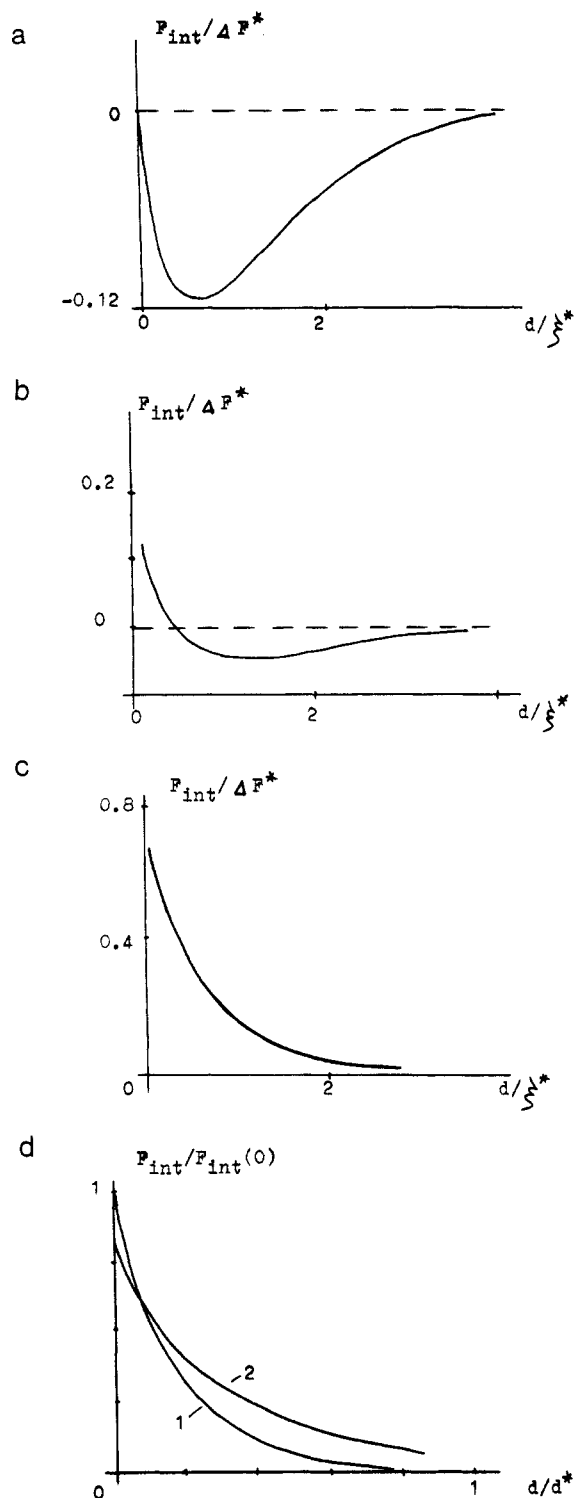 a
F_int/ΔF*
0
-0.12
0
2
d/ξ*
b
F_int/ΔF*
0.2
0
0
2
d/ξ*
c
F_int/ΔF*
0.8
0.4
0
2
d/ξ*
d
F_int/F_int(0)
1
2
1
0
1
d/d*